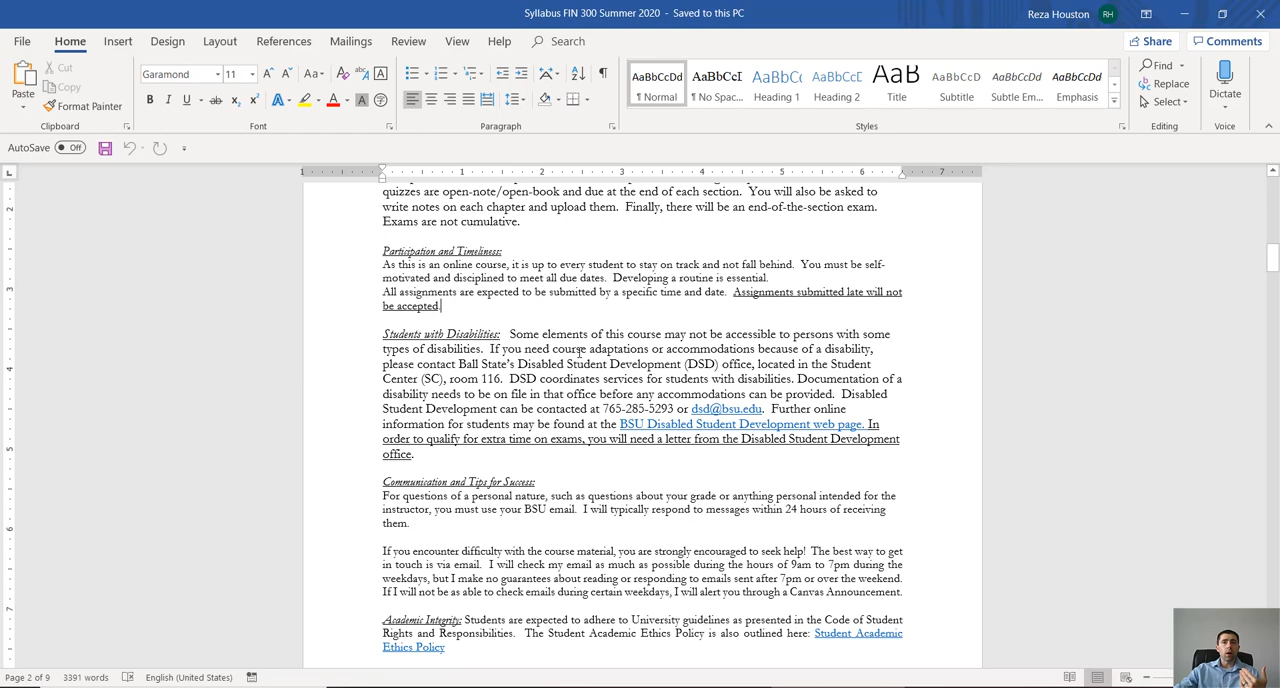 Syllabus FIN 300 Summer 2020 - Saved to this PC
Reza Houston RH
File Home Insert Design Layout References Mailings Review View Help Search Share Comments
Paste Cut Copy Format Painter
Garamond 11
B I U ab x₂ x² A A A
AaBbCcDd AaBbCcI AaBbC( AaBbCcE AaB AaBbCcD AaBbCcDd AaBbCcDd
¶ Normal ¶ No Spac... Heading 1 Heading 2 Title Subtitle Subtle Em... Emphasis
Find Replace Select Dictate
Clipboard Font Paragraph Styles Editing Voice
AutoSave Off
1 1 2 3 4 5 6 7
quizzes are open-note/open-book and due at the end of each section. You will also be asked to
write notes on each chapter and upload them. Finally, there will be an end-of-the-section exam.
Exams are not cumulative.
Participation and Timeliness:
As this is an online course, it is up to every student to stay on track and not fall behind. You must be self-
motivated and disciplined to meet all due dates. Developing a routine is essential.
All assignments are expected to be submitted by a specific time and date. Assignments submitted late will not
be accepted.
Students with Disabilities: Some elements of this course may not be accessible to persons with some
types of disabilities. If you need course adaptations or accommodations because of a disability,
please contact Ball State's Disabled Student Development (DSD) office, located in the Student
Center (SC), room 116. DSD coordinates services for students with disabilities. Documentation of a
disability needs to be on file in that office before any accommodations can be provided. Disabled
Student Development can be contacted at 765-285-5293 or dsd@bsu.edu. Further online
information for students may be found at the BSU Disabled Student Development web page. In
order to qualify for extra time on exams, you will need a letter from the Disabled Student Development
office.
Communication and Tips for Success:
For questions of a personal nature, such as questions about your grade or anything personal intended for the
instructor, you must use your BSU email. I will typically respond to messages within 24 hours of receiving
them.
If you encounter difficulty with the course material, you are strongly encouraged to seek help! The best way to get
in touch is via email. I will check my email as much as possible during the hours of 9am to 7pm during the
weekdays, but I make no guarantees about reading or responding to emails sent after 7pm or over the weekend.
If I will not be as able to check emails during certain weekdays, I will alert you through a Canvas Announcement.
Academic Integrity: Students are expected to adhere to University guidelines as presented in the Code of Student
Rights and Responsibilities. The Student Academic Ethics Policy is also outlined here: Student Academic
Ethics Policy
Page 2 of 9 3391 words English (United States)